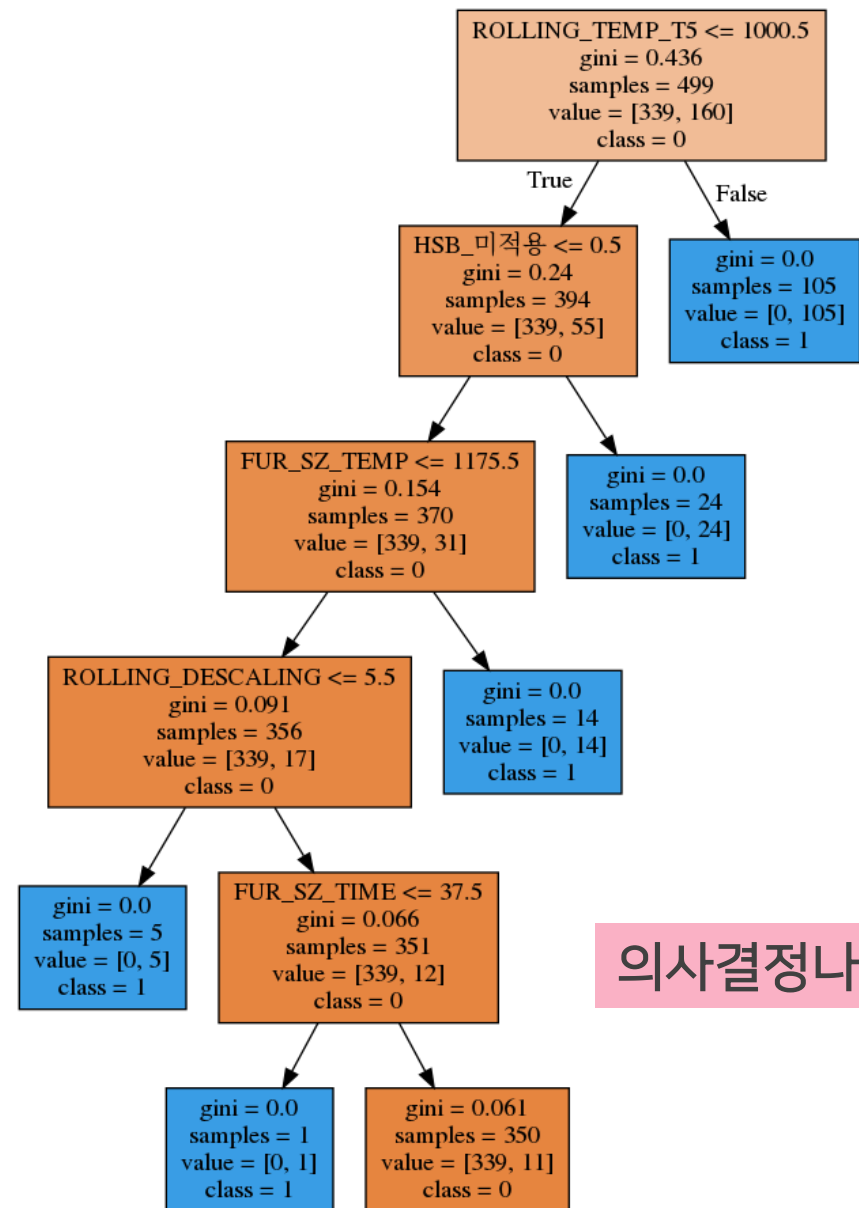 ROLLING_TEMP_T5 <= 1000.5
gini = 0.436
samples = 499
value = [339, 160]
class = 0
True
False
HSB_미적용 <= 0.5
gini = 0.24
samples = 394
value = [339, 55]
class = 0
gini = 0.0
samples = 105
value = [0, 105]
class = 1
FUR_SZ_TEMP <= 1175.5
gini = 0.154
samples = 370
value = [339, 31]
class = 0
gini = 0.0
samples = 24
value = [0, 24]
class = 1
ROLLING_DESCALING <= 5.5
gini = 0.091
samples = 356
value = [339, 17]
class = 0
gini = 0.0
samples = 14
value = [0, 14]
class = 1
gini = 0.0
samples = 5
value = [0, 5]
class = 1
FUR_SZ_TIME <= 37.5
gini = 0.066
samples = 351
value = [339, 12]
class = 0
의사결정나
gini = 0.0
samples = 1
value = [0, 1]
class = 1
gini = 0.061
samples = 350
value = [339, 11]
class = 0